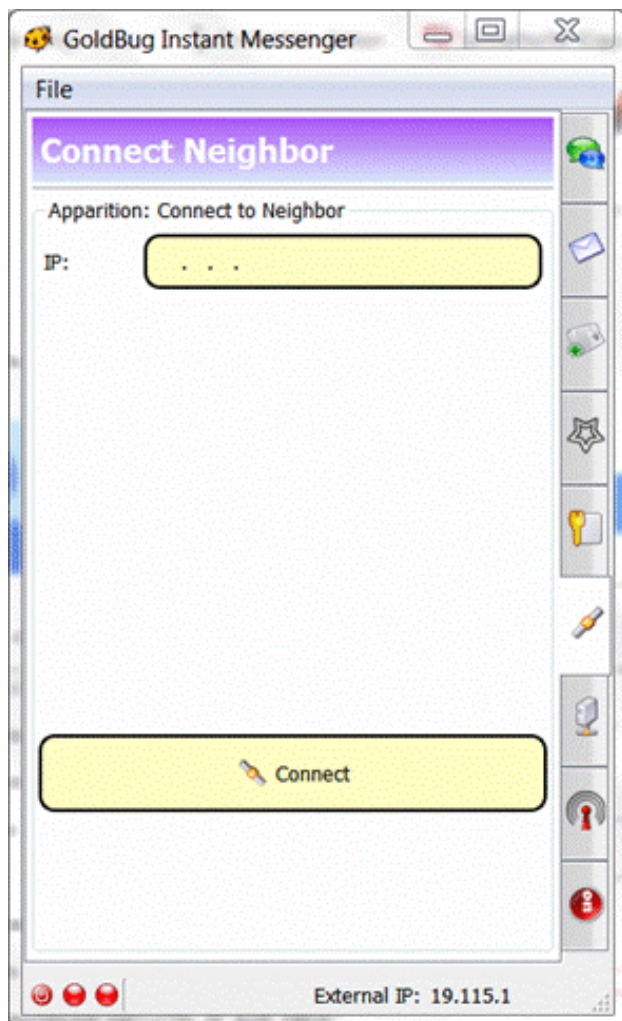 GoldBug Instant Messenger
File
Connect Neighbor
Apparition: Connect to Neighbor
IP: . . .
Connect
External IP: 19.115.1